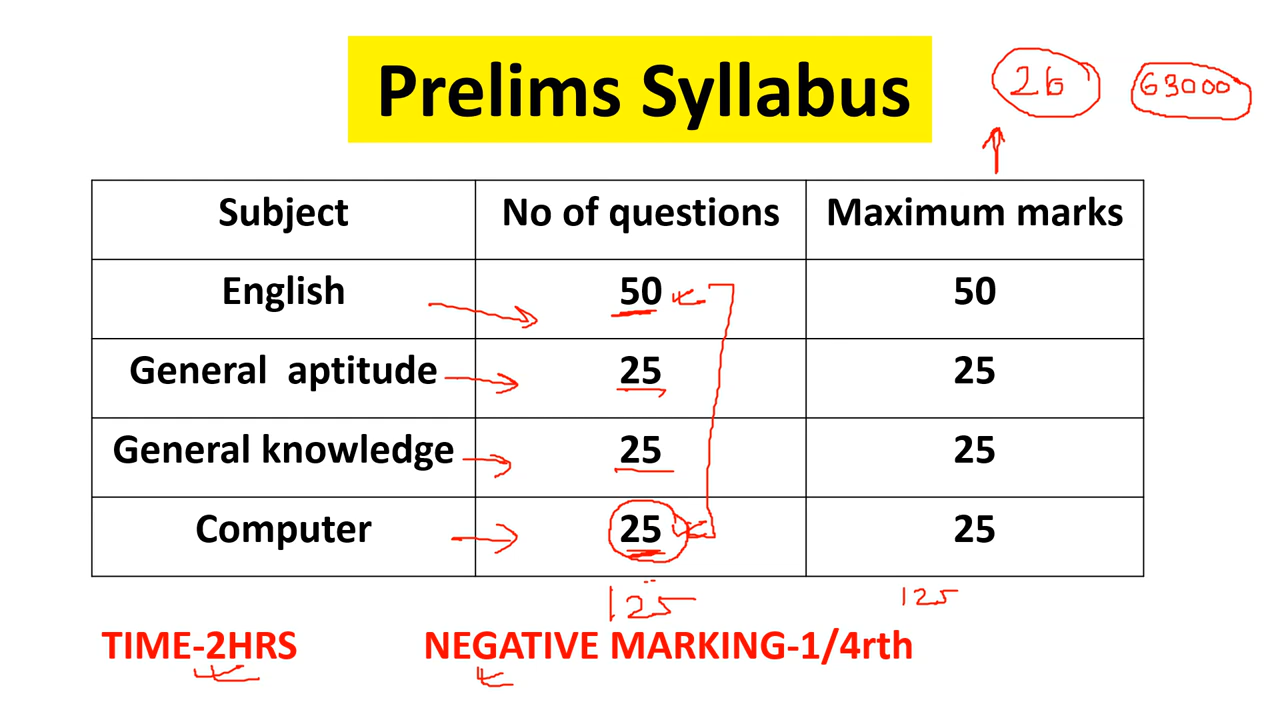 Prelims Syllabus
26 63000
Subject No of questions Maximum marks
English 50 50
General aptitude 25 25
General knowledge 25 25
Computer 25 25
125 125
TIME-2HRS NEGATIVE MARKING-1/4rth